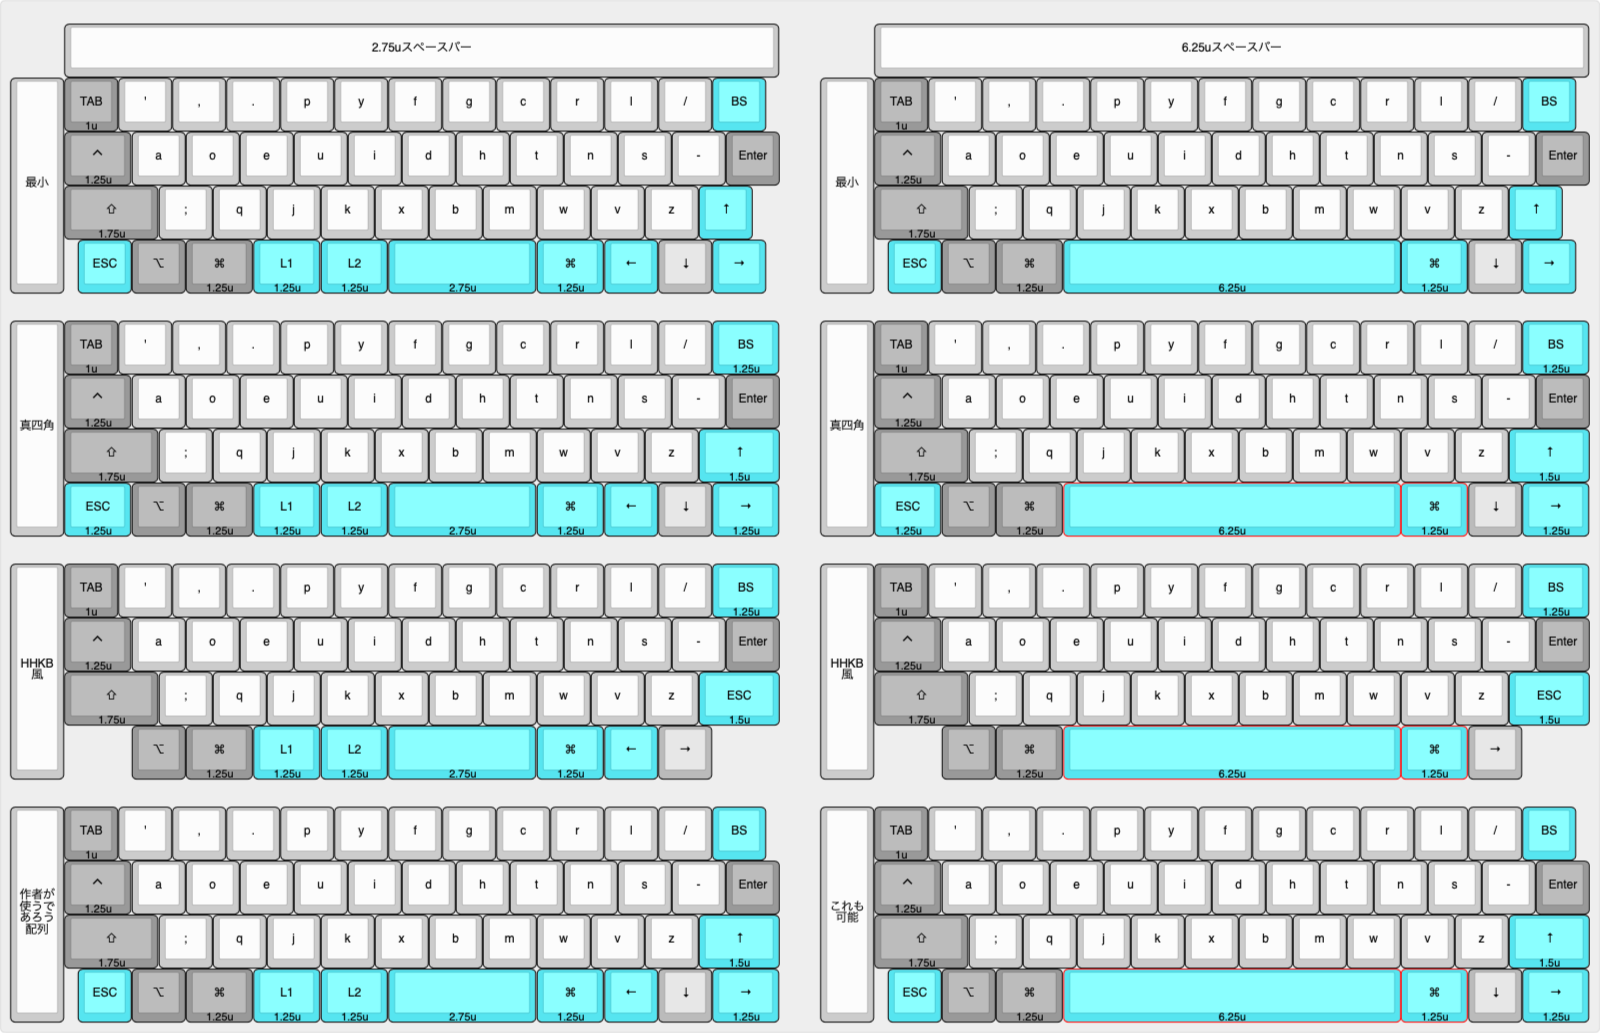 2.75uスペースバー
最小
TAB 1u ' , . p y f g c r l / BS
^ 1.25u a o e u i d h t n s - Enter
⇧ 1.75u ; q j k x b m w v z ↑
ESC ⌥ ⌘ 1.25u L1 1.25u L2 1.25u 2.75u ⌘ 1.25u ← ↓ →
真四角
TAB 1u ' , . p y f g c r l / BS 1.25u
^ 1.25u a o e u i d h t n s - Enter
⇧ 1.75u ; q j k x b m w v z ↑ 1.5u
ESC 1.25u ⌥ ⌘ 1.25u L1 1.25u L2 1.25u 2.75u ⌘ 1.25u ← ↓ → 1.25u
HHKB
風
TAB 1u ' , . p y f g c r l / BS 1.25u
^ 1.25u a o e u i d h t n s - Enter
⇧ 1.75u ; q j k x b m w v z ESC 1.5u
⌥ ⌘ 1.25u L1 1.25u L2 1.25u 2.75u ⌘ 1.25u ← →
作者が
使うで
あろう
配列
TAB 1u ' , . p y f g c r l / BS
^ 1.25u a o e u i d h t n s - Enter
⇧ 1.75u ; q j k x b m w v z ↑ 1.5u
ESC ⌥ ⌘ 1.25u L1 1.25u L2 1.25u 2.75u ⌘ 1.25u ← ↓ → 1.25u
6.25uスペースバー
最小
TAB 1u ' , . p y f g c r l / BS
^ 1.25u a o e u i d h t n s - Enter
⇧ 1.75u ; q j k x b m w v z ↑
ESC ⌥ ⌘ 1.25u 6.25u ⌘ 1.25u ↓ →
真四角
TAB 1u ' , . p y f g c r l / BS 1.25u
^ 1.25u a o e u i d h t n s - Enter
⇧ 1.75u ; q j k x b m w v z ↑ 1.5u
ESC 1.25u ⌥ ⌘ 1.25u 6.25u ⌘ 1.25u ↓ → 1.25u
HHKB
風
TAB 1u ' , . p y f g c r l / BS 1.25u
^ 1.25u a o e u i d h t n s - Enter
⇧ 1.75u ; q j k x b m w v z ESC 1.5u
⌥ ⌘ 1.25u 6.25u ⌘ 1.25u →
これも
可能
TAB 1u ' , . p y f g c r l / BS
^ 1.25u a o e u i d h t n s - Enter
⇧ 1.75u ; q j k x b m w v z ↑ 1.5u
ESC ⌥ ⌘ 1.25u 6.25u ⌘ 1.25u ↓ → 1.25u